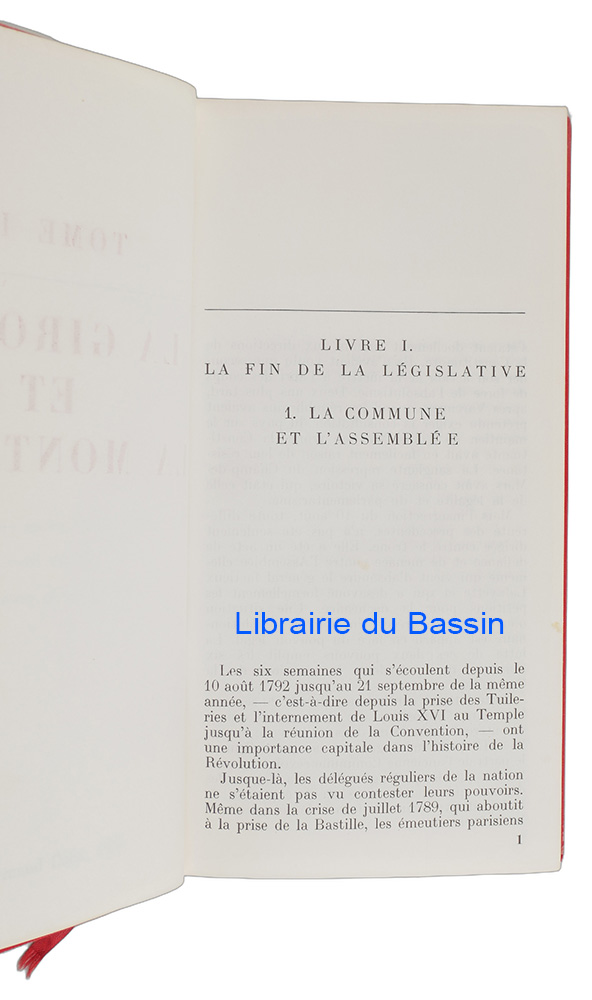 TOME
LA GIRO
ET
MONT
LIVRE I.
LA FIN DE LA LÉGISLATIVE
1. LA COMMUNE
ET L'ASSEMBLÉE
Librairie du Bassin
Les six semaines qui s'écoulent depuis le
10 août 1792 jusqu'au 21 septembre de la même
année, — c'est-à-dire depuis la prise des Tuile-
ries et l'internement de Louis XVI au Temple
jusqu'à la réunion de la Convention, — ont
une importance capitale dans l'histoire de la
Révolution.
Jusque-là, les délégués réguliers de la nation
ne s'étaient pas vu contester leurs pouvoirs.
Même dans la crise de juillet 1789, qui aboutit
à la prise de la Bastille, les émeutiers parisiens
1